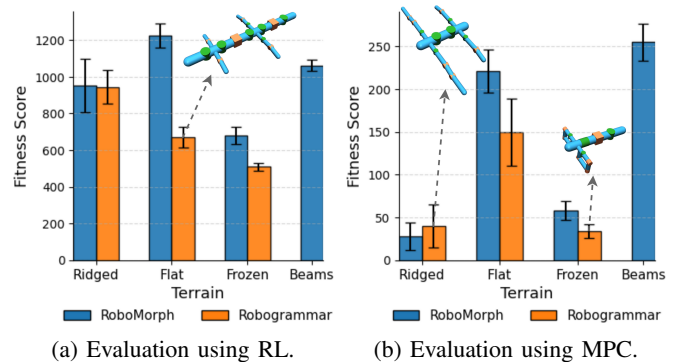 Fitness Score
1200
1000
800
600
400
200
0
Ridged Flat Frozen Beams
Terrain
RoboMorph Robogrammar
(a) Evaluation using RL.
Fitness Score
250
200
150
100
50
0
Ridged Flat Frozen Beams
Terrain
RoboMorph Robogrammar
(b) Evaluation using MPC.